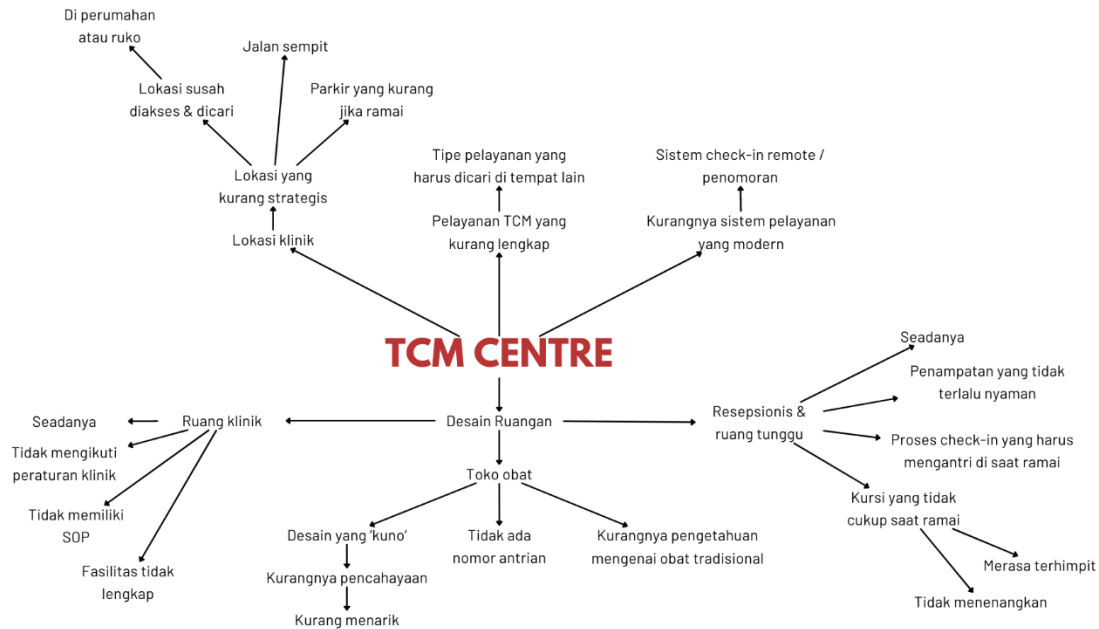 Di perumahan
atau ruko
Jalan sempit
Lokasi susah
diakses & dicari
Parkir yang kurang
jika ramai
Lokasi yang
kurang strategis
Lokasi klinik
Tipe pelayanan yang
harus dicari di tempat lain
Pelayanan TCM yang
kurang lengkap
Sistem check-in remote /
penomoran
Kurangnya sistem pelayanan
yang modern
TCM CENTRE
Desain Ruangan
Ruang klinik
Seadanya
Tidak mengikuti
peraturan klinik
Tidak memiliki
SOP
Fasilitas tidak
lengkap
Toko obat
Desain yang 'kuno'
Kurangnya pencahayaan
Kurang menarik
Tidak ada
nomor antrian
Kurangnya pengetahuan
mengenai obat tradisional
Resepsionis &
ruang tunggu
Seadanya
Penampatan yang tidak
terlalu nyaman
Proses check-in yang harus
mengantri di saat ramai
Kursi yang tidak
cukup saat ramai
Merasa terhimpit
Tidak menenangkan